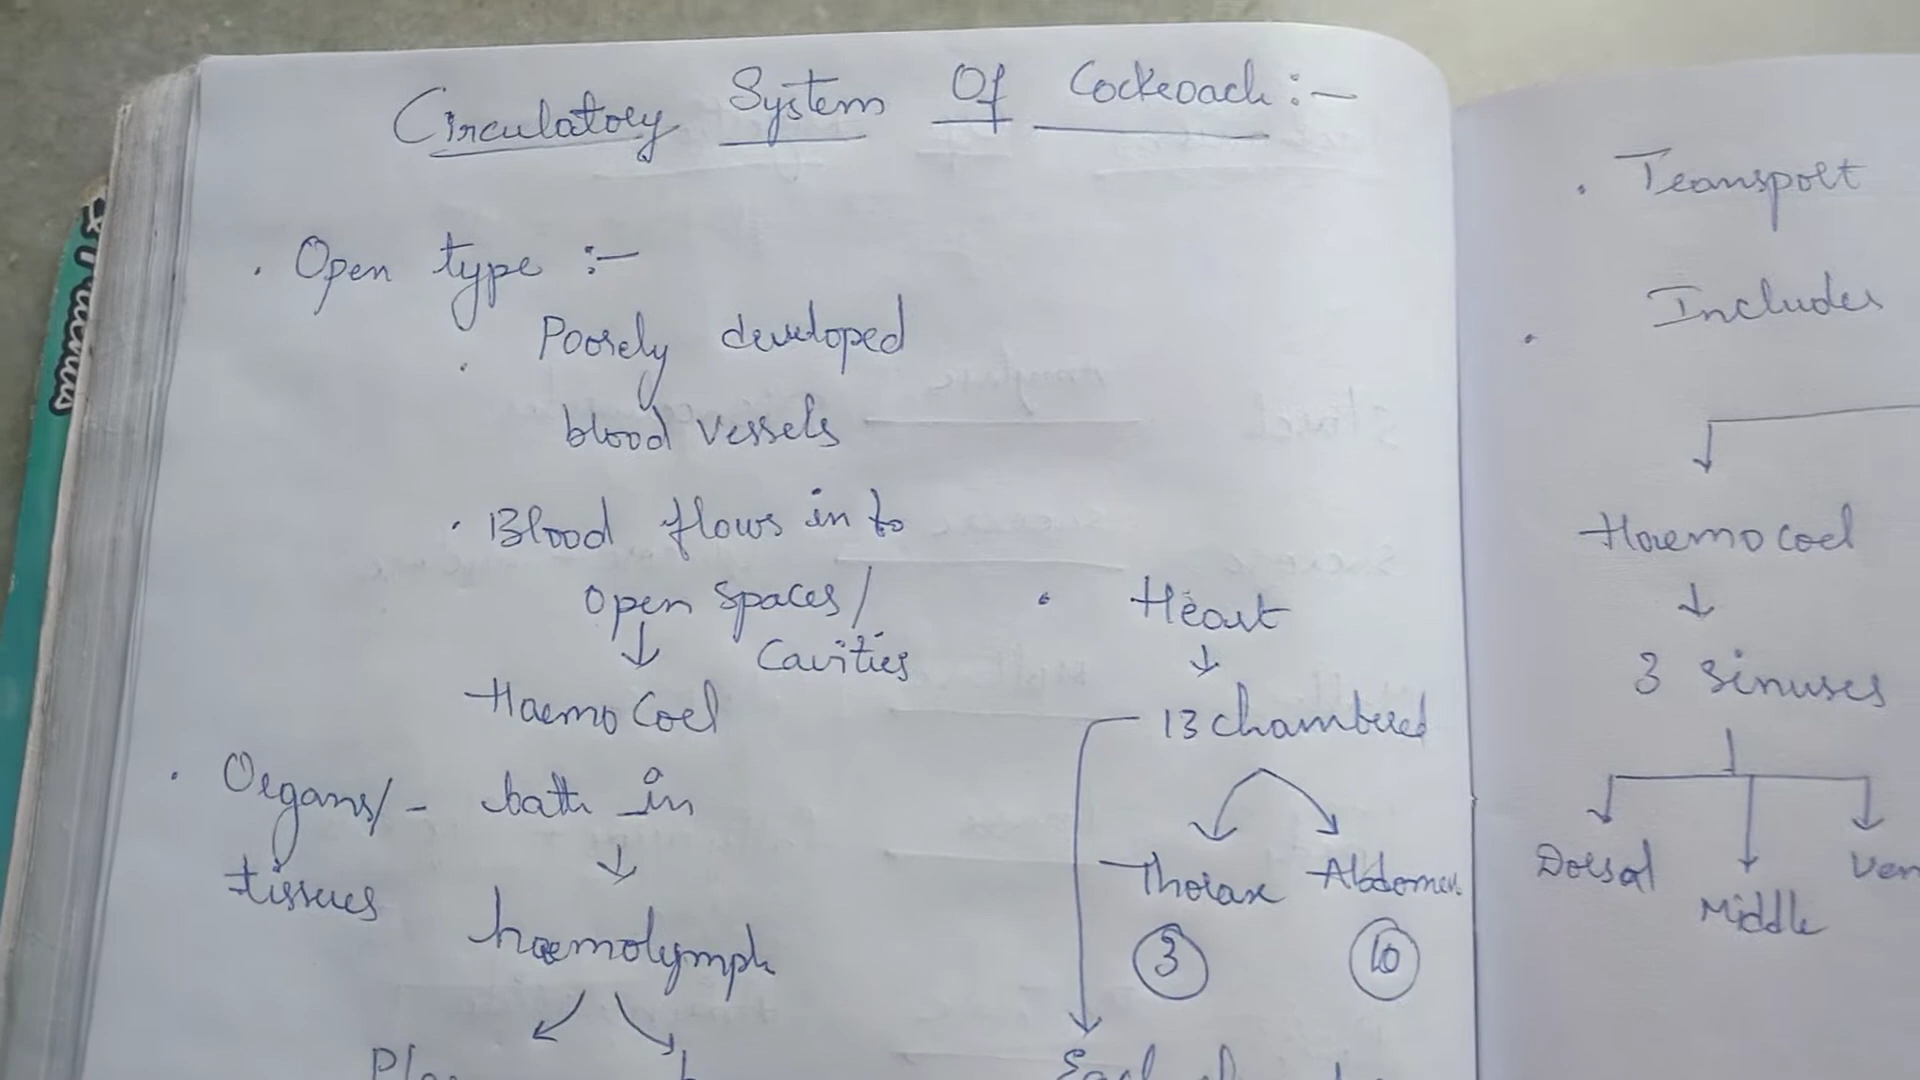 Circulatory System Of Cockroach :-
. Open type :-
. Poorely developed
blood vessels
. Blood flows in to
open spaces /
cavities
↓
Haemo Coel
. Organs/ - bath in
tissues
↓
haemolymph
. Heart
↓
13 chambered
Thorax Abdomen
3 10
. Transport
. Includes
↓
Haemo coel
↓
3 sinuses
Dorsal
Middle
Ven